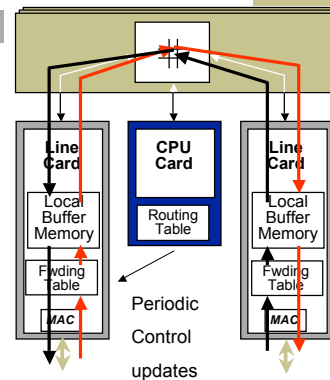 Line
Card
Local
Buffer
Memory
Fwding
Table
MAC
CPU
Card
Routing
Table
Periodic
Control
updates
Line
Card
Local
Buffer
Memory
Fwding
Table
MAC